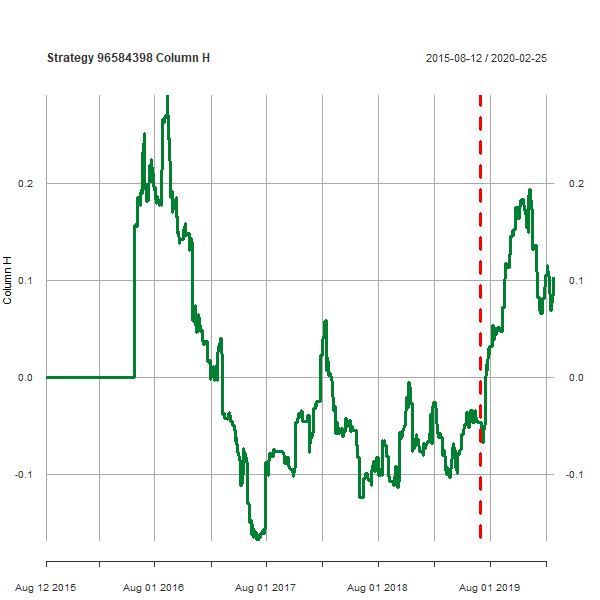 Strategy 96584398 Column H
2015-08-12 / 2020-02-25
0.2
0.2
0.1
0.1
Column H
0.0
0.0
-0.1
-0.1
Aug 12 2015
Aug 01 2016
Aug 01 2017
Aug 01 2018
Aug 01 2019